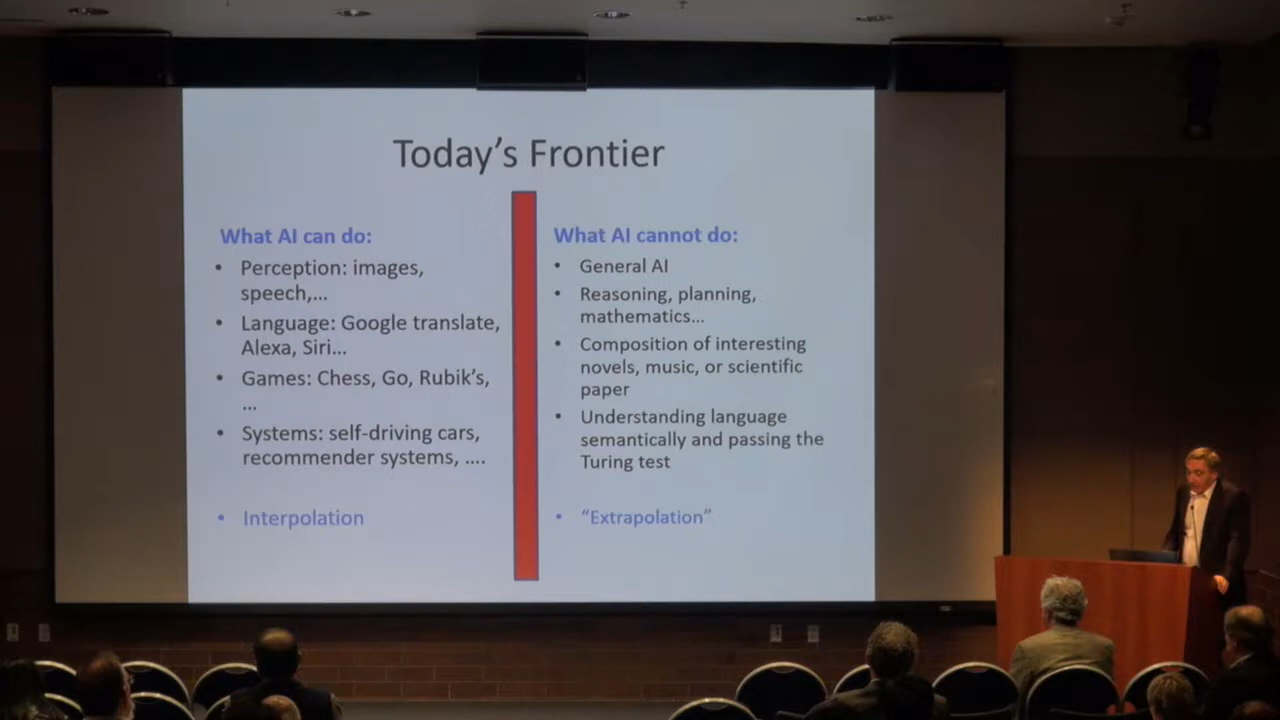 Today's Frontier
What AI can do:
• Perception: images,
speech,...
• Language: Google translate,
Alexa, Siri...
• Games: Chess, Go, Rubik's,
...
• Systems: self-driving cars,
recommender systems, ....
• Interpolation
What AI cannot do:
• General AI
• Reasoning, planning,
mathematics...
• Composition of interesting
novels, music, or scientific
paper
• Understanding language
semantically and passing the
Turing test
• “Extrapolation”